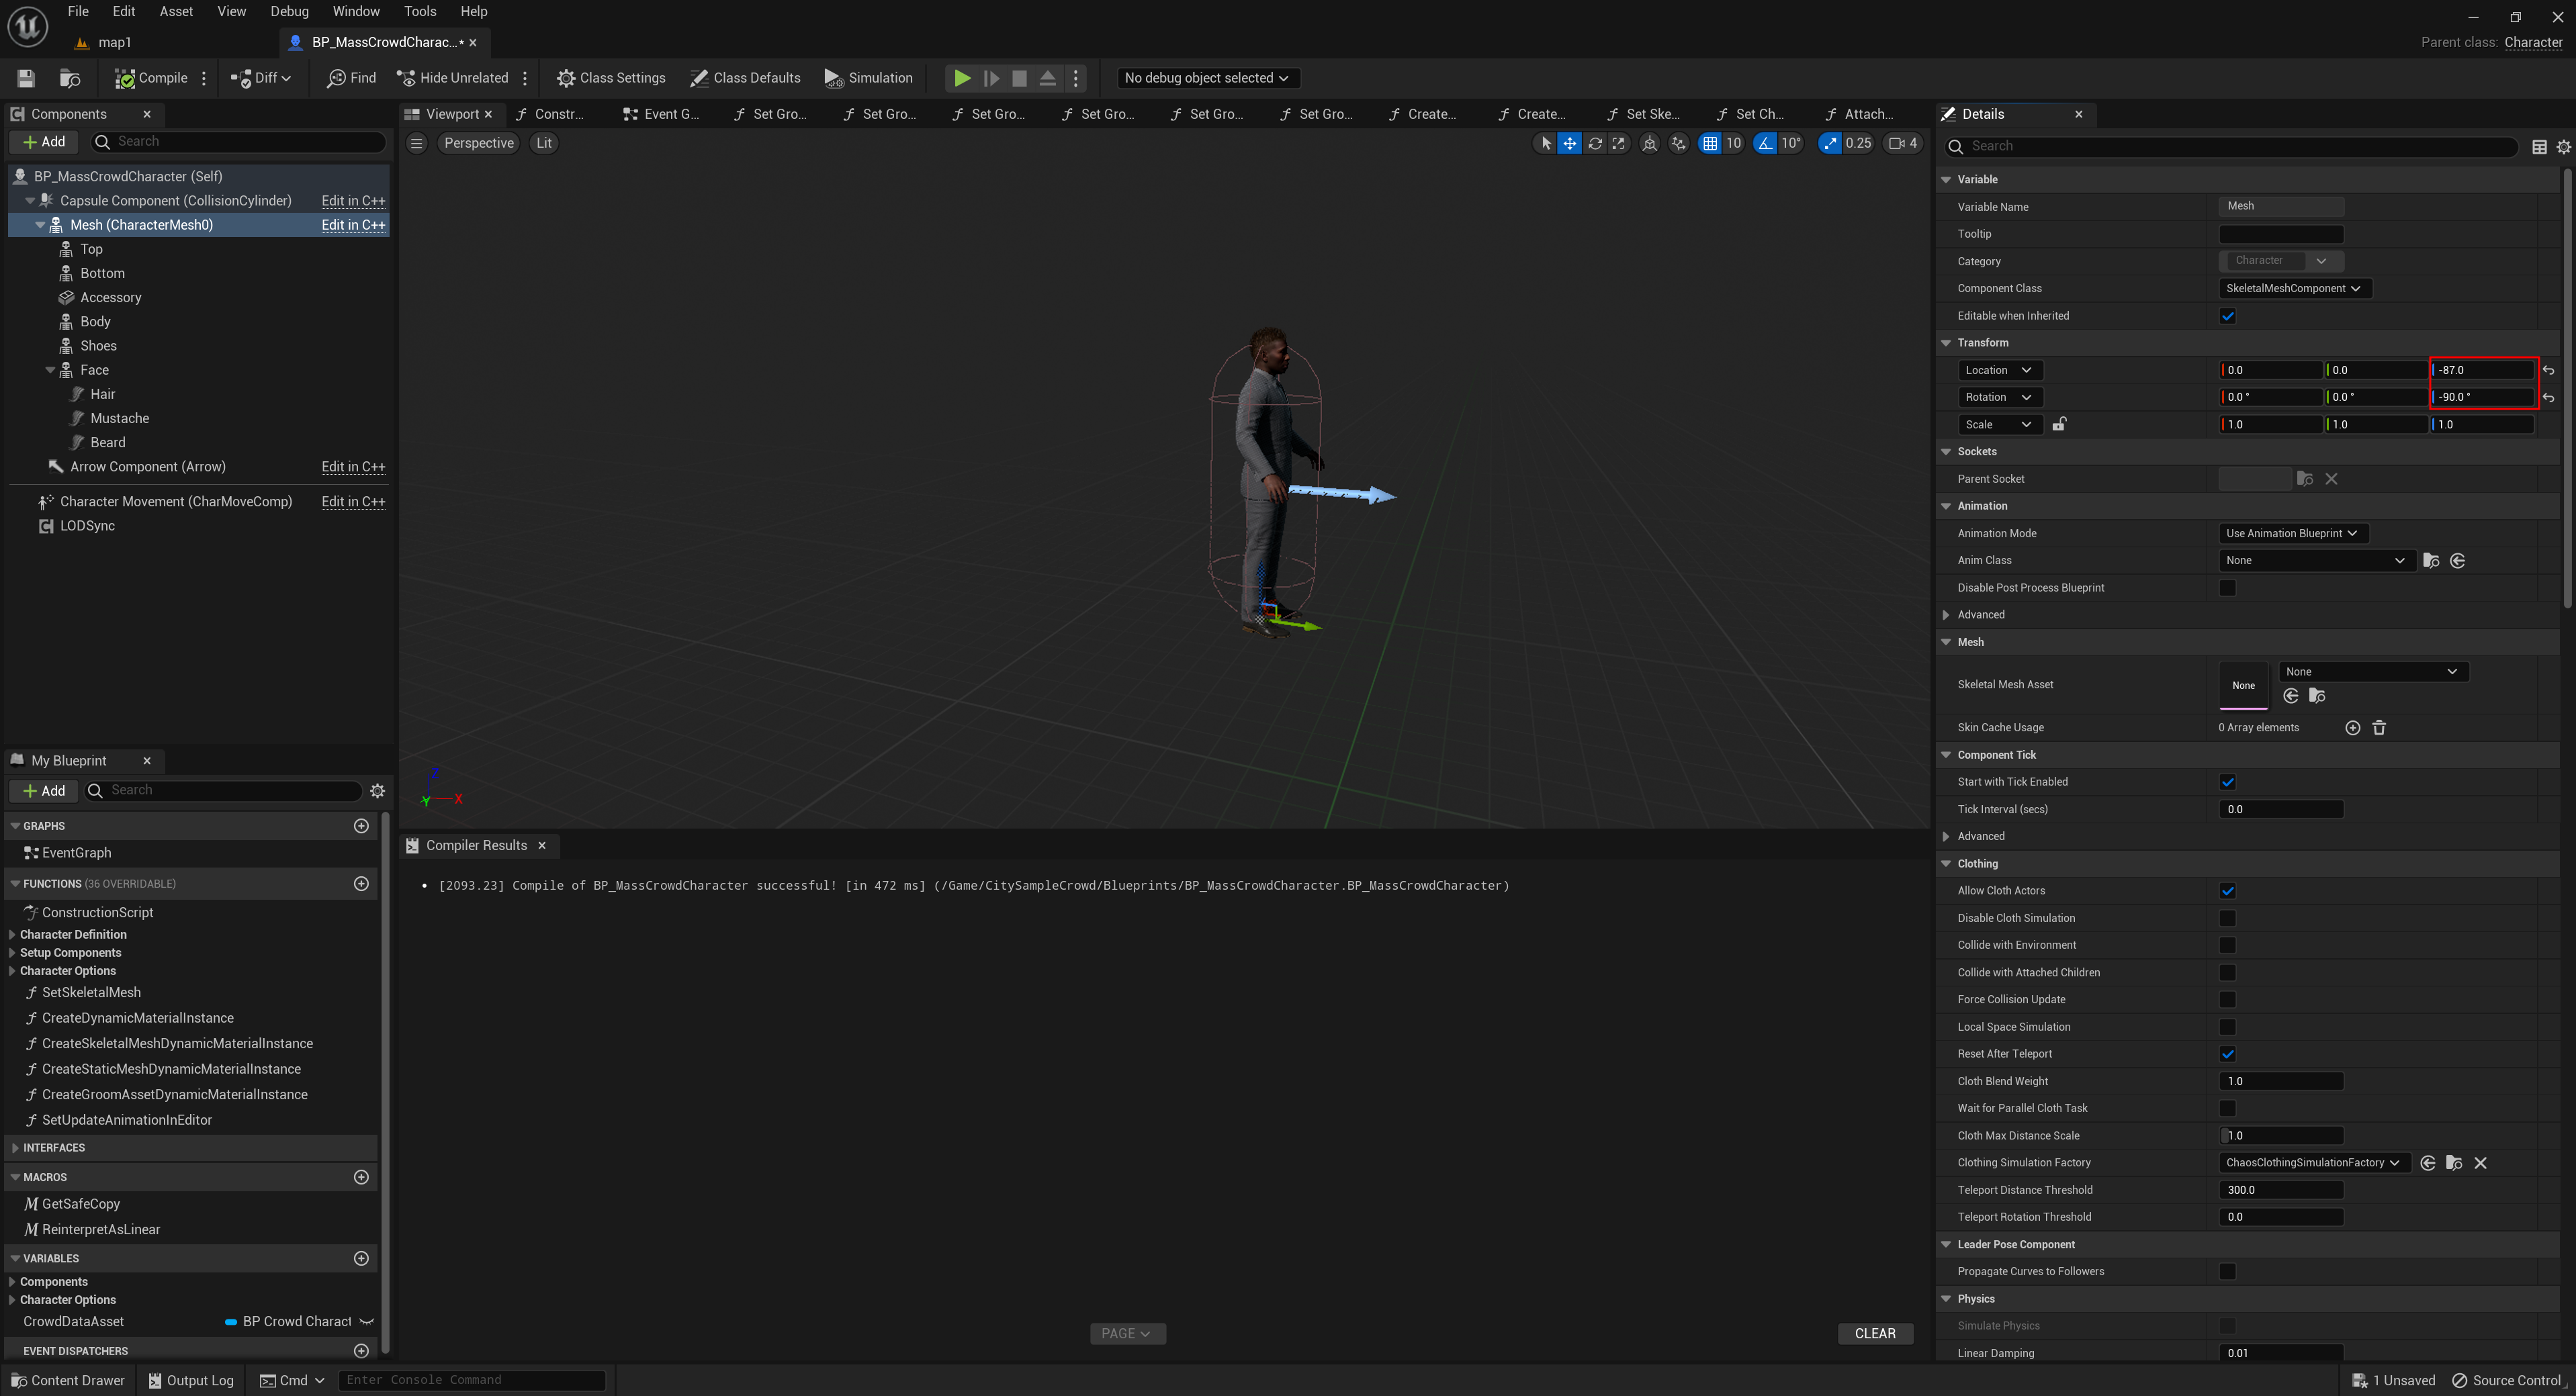 File Edit Asset View Debug Window Tools Help
map1
BP_MassCrowdCharac...*
Parent class: Character
Compile
Diff
Find
Hide Unrelated
Class Settings
Class Defaults
Simulation
No debug object selected
Components
Viewport
Constr...
Event G...
Set Gro...
Set Gro...
Set Gro...
Set Gro...
Set Gro...
Set Gro...
Create...
Create...
Set Ske...
Set Ch...
Attach...
Details
Add
Search
Perspective
Lit
10
10°
0.25
4
Search
BP_MassCrowdCharacter (Self)
Capsule Component (CollisionCylinder) Edit in C++
Mesh (CharacterMesh0) Edit in C++
Top
Bottom
Accessory
Body
Shoes
Face
Hair
Mustache
Beard
Arrow Component (Arrow) Edit in C++
Character Movement (CharMoveComp) Edit in C++
LODSync
Z
X
Y
Variable
Variable Name Mesh
Tooltip
Category Character
Component Class SkeletalMeshComponent
Editable when Inherited
Transform
Location 0.0 0.0 -87.0
Rotation 0.0 ° 0.0 ° -90.0 °
Scale 1.0 1.0 1.0
Sockets
Parent Socket
Animation
Animation Mode Use Animation Blueprint
Anim Class None
Disable Post Process Blueprint
Advanced
Mesh
Skeletal Mesh Asset None None
Skin Cache Usage 0 Array elements
Component Tick
Start with Tick Enabled
Tick Interval (secs) 0.0
Advanced
Clothing
Allow Cloth Actors
Disable Cloth Simulation
Collide with Environment
Collide with Attached Children
Force Collision Update
Local Space Simulation
Reset After Teleport
Cloth Blend Weight 1.0
Wait for Parallel Cloth Task
Cloth Max Distance Scale 1.0
Clothing Simulation Factory ChaosClothingSimulationFactory
Teleport Distance Threshold 300.0
Teleport Rotation Threshold 0.0
Leader Pose Component
Propagate Curves to Followers
Physics
Simulate Physics
Linear Damping 0.01
My Blueprint
Add
Search
GRAPHS
EventGraph
FUNCTIONS (36 OVERRIDABLE)
ConstructionScript
Character Definition
Setup Components
Character Options
SetSkeletalMesh
CreateDynamicMaterialInstance
CreateSkeletalMeshDynamicMaterialInstance
CreateStaticMeshDynamicMaterialInstance
CreateGroomAssetDynamicMaterialInstance
SetUpdateAnimationInEditor
INTERFACES
MACROS
GetSafeCopy
ReinterpretAsLinear
VARIABLES
Components
Character Options
CrowdDataAsset BP Crowd Charact
EVENT DISPATCHERS
Compiler Results
[2093.23] Compile of BP_MassCrowdCharacter successful! [in 472 ms] (/Game/CitySampleCrowd/Blueprints/BP_MassCrowdCharacter.BP_MassCrowdCharacter)
PAGE
CLEAR
Content Drawer
Output Log
Cmd
Enter Console Command
1 Unsaved
Source Control